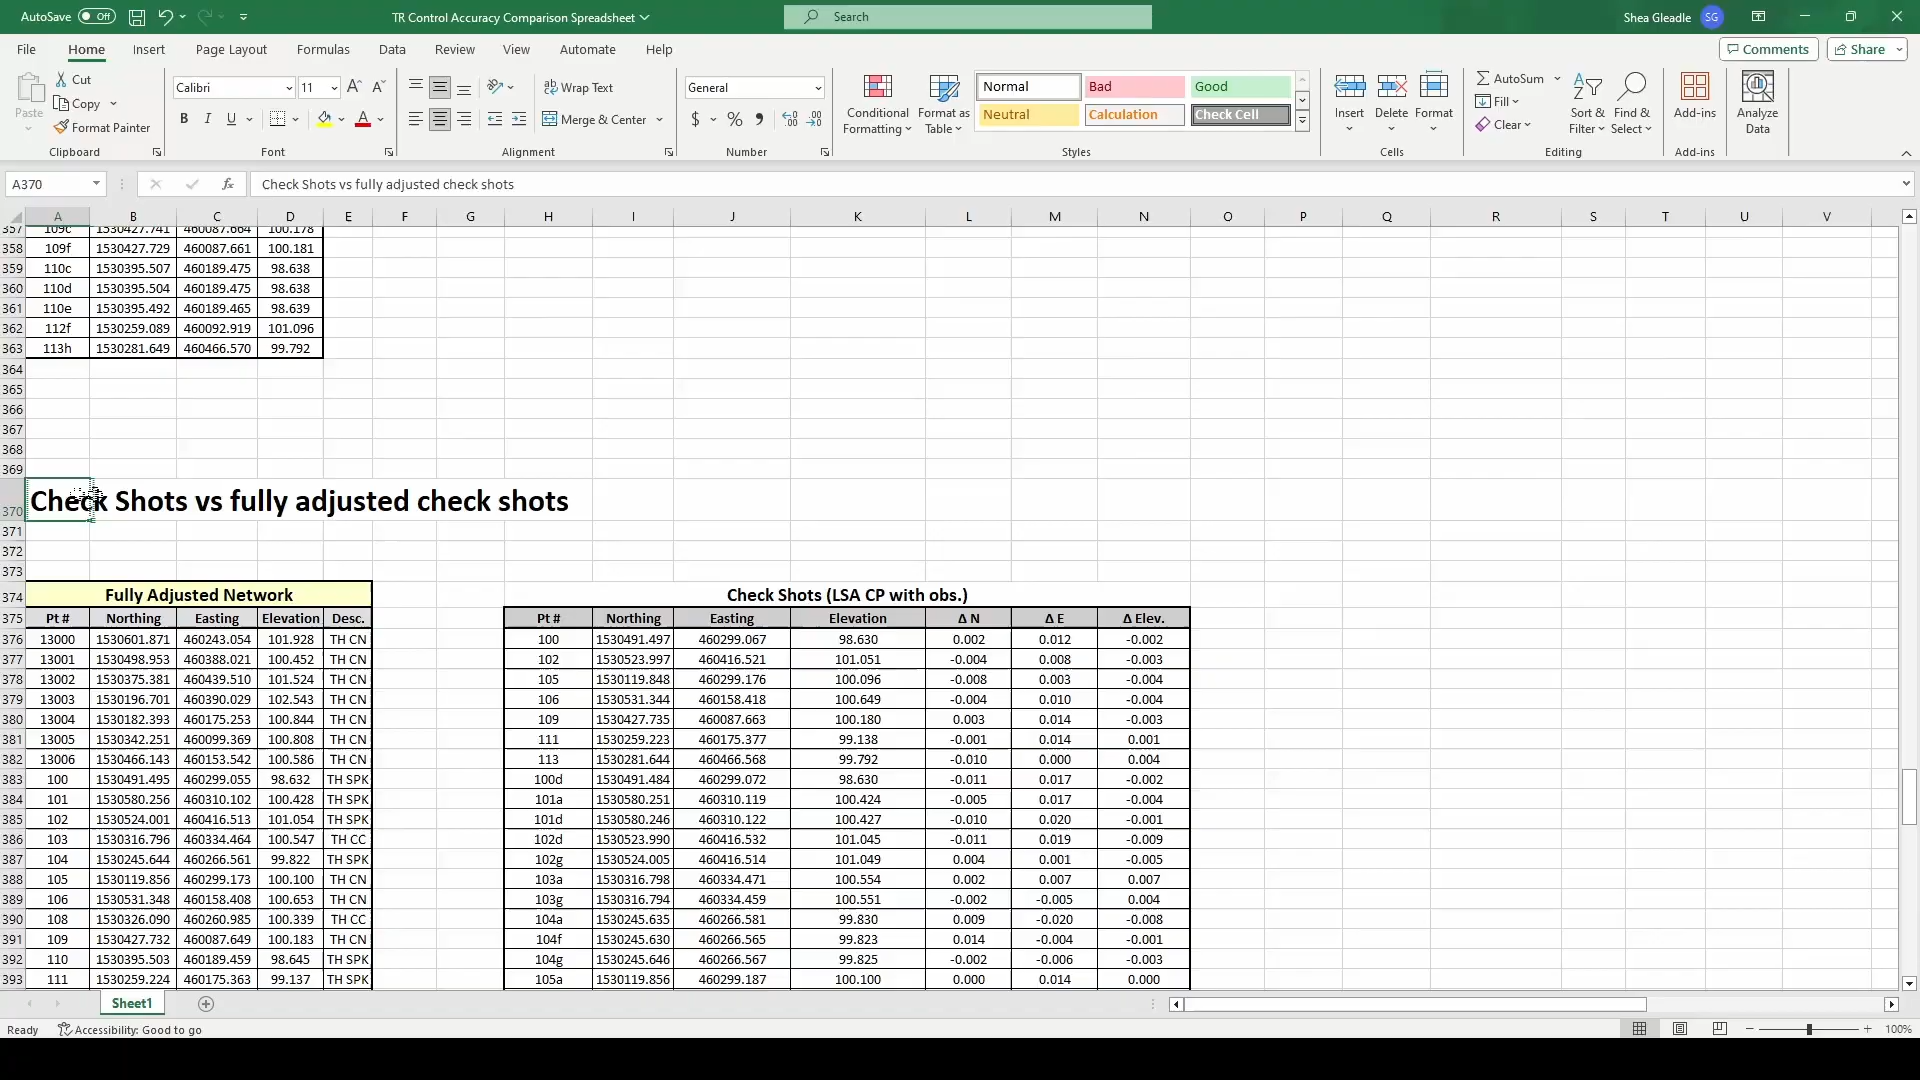 AutoSave Off TR Control Accuracy Comparison Spreadsheet Search Shea Gleadle SG
File Home Insert Page Layout Formulas Data Review View Automate Help Comments Share
Paste Cut Copy Format Painter Clipboard
Calibri 11 A A B I U A Font
Wrap Text Merge & Center Alignment
General $ % 9 Number
Conditional Formatting Format as Table Normal Bad Good Neutral Calculation Check Cell Styles
Insert Delete Format Cells
AutoSum Fill Clear Sort & Filter Find & Select Editing
Add-ins Add-ins
Analyze Data
A370 fx Check Shots vs fully adjusted check shots
A B C D E F G H I J K L M N O P Q R S T U V
357 109c 1530427.741 460087.664 100.178
358 109f 1530427.729 460087.661 100.181
359 110c 1530395.507 460189.475 98.638
360 110d 1530395.504 460189.475 98.638
361 110e 1530395.492 460189.465 98.639
362 112f 1530259.089 460092.919 101.096
363 113h 1530281.649 460466.570 99.792
364
365
366
367
368
369
370 Check Shots vs fully adjusted check shots
371
372
373
374 Fully Adjusted Network Check Shots (LSA CP with obs.)
375 Pt # Northing Easting Elevation Desc. Pt # Northing Easting Elevation Δ N Δ E Δ Elev.
376 13000 1530601.871 460243.054 101.928 TH CN 100 1530491.497 460299.067 98.630 0.002 0.012 -0.002
377 13001 1530498.953 460388.021 100.452 TH CN 102 1530523.997 460416.521 101.051 -0.004 0.008 -0.003
378 13002 1530375.381 460439.510 101.524 TH CN 105 1530119.848 460299.176 100.096 -0.008 0.003 -0.004
379 13003 1530196.701 460390.029 102.543 TH CN 106 1530531.344 460158.418 100.649 -0.004 0.010 -0.004
380 13004 1530182.393 460175.253 100.844 TH CN 109 1530427.735 460087.663 100.180 0.003 0.014 -0.003
381 13005 1530342.251 460099.369 100.808 TH CN 111 1530259.223 460175.377 99.138 -0.001 0.014 0.001
382 13006 1530466.143 460153.542 100.586 TH CN 113 1530281.644 460466.568 99.792 -0.010 0.000 0.004
383 100 1530491.495 460299.055 98.632 TH SPK 100d 1530491.484 460299.072 98.630 -0.011 0.017 -0.002
384 101 1530580.256 460310.102 100.428 TH SPK 101a 1530580.251 460310.119 100.424 -0.005 0.017 -0.004
385 102 1530524.001 460416.513 101.054 TH SPK 101d 1530580.246 460310.122 100.427 -0.010 0.020 -0.001
386 103 1530316.796 460334.464 100.547 TH CC 102d 1530523.990 460416.532 101.045 -0.011 0.019 -0.009
387 104 1530245.644 460266.561 99.822 TH SPK 102g 1530524.005 460416.514 101.049 0.004 0.001 -0.005
388 105 1530119.856 460299.173 100.100 TH CN 103a 1530316.798 460334.471 100.554 0.002 0.007 0.007
389 106 1530531.348 460158.408 100.653 TH CN 103g 1530316.794 460334.459 100.551 -0.002 -0.005 0.004
390 108 1530326.090 460260.985 100.339 TH CC 104a 1530245.635 460266.581 99.830 0.009 -0.020 -0.008
391 109 1530427.732 460087.649 100.183 TH CN 104f 1530245.630 460266.565 99.823 0.014 -0.004 -0.001
392 110 1530395.503 460189.459 98.645 TH SPK 104g 1530245.646 460266.567 99.825 -0.002 -0.006 -0.003
393 111 1530259.224 460175.363 99.137 TH SPK 105a 1530119.856 460299.187 100.100 0.000 0.014 0.000
Sheet1
Ready Accessibility: Good to go 100%